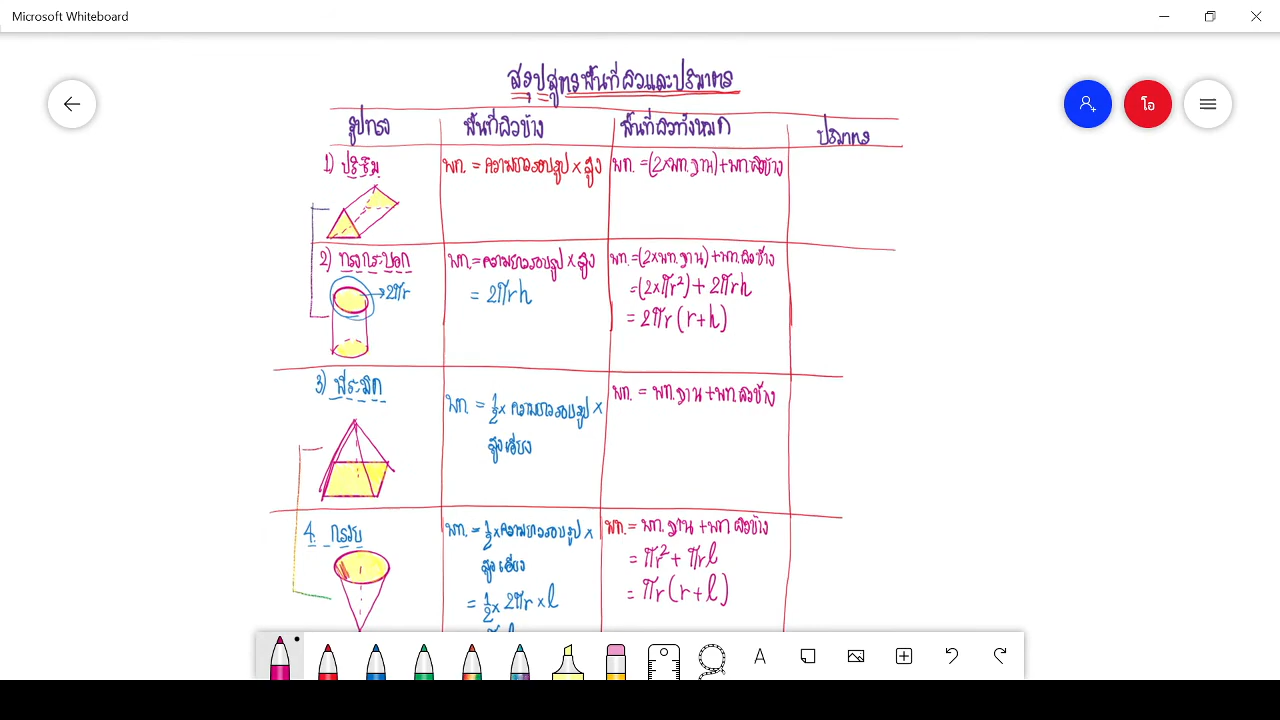 Microsoft Whiteboard
สรุปสูตรพื้นที่ผิวและปริมาตร
โอ
รูปทรง
พื้นที่ผิวข้าง
พื้นที่ผิวทั้งหมด
ปริมาตร
1) ปริซึม
พท. = ความยาวรอบรูป × สูง
พท. = (2×พท.ฐาน) + พท.ผิวข้าง
2) ทรงกระบอก
→2πr
พท. = ความยาวรอบรูป × สูง
= 2πrh
พท. = (2×พท.ฐาน) + พท.ผิวข้าง
= (2×πr²) + 2πrh
= 2πr(r+h)
3) พีระมิด
พท. = ½× ความยาวรอบรูป ×
สูงเอียง
พท. = พท.ฐาน + พท.ผิวข้าง
4. กรวย
พท. = ½×ความยาวรอบรูป ×
สูงเอียง
= ½× 2πr × l
พท. = พท.ฐาน + พท ผิวข้าง
= πr² + πrl
= πr(r+l)
A